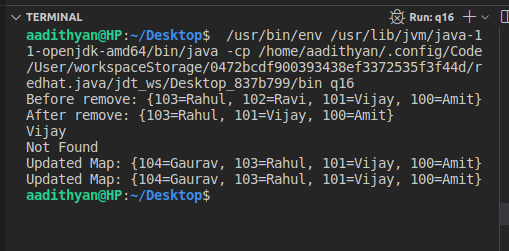 TERMINAL
Run: q16
aadithyan@HP:~/Desktop$  /usr/bin/env /usr/lib/jvm/java-1
1-openjdk-amd64/bin/java -cp /home/aadithyan/.config/Code
/User/workspaceStorage/0472bcdf900393438ef3372535f3f44d/r
edhat.java/jdt_ws/Desktop_837b799/bin q16
Before remove: {103=Rahul, 102=Ravi, 101=Vijay, 100=Amit}
After remove: {103=Rahul, 101=Vijay, 100=Amit}
Vijay
Not Found
Updated Map: {104=Gaurav, 103=Rahul, 101=Vijay, 100=Amit}
Updated Map: {104=Gaurav, 103=Rahul, 101=Vijay, 100=Amit}
aadithyan@HP:~/Desktop$